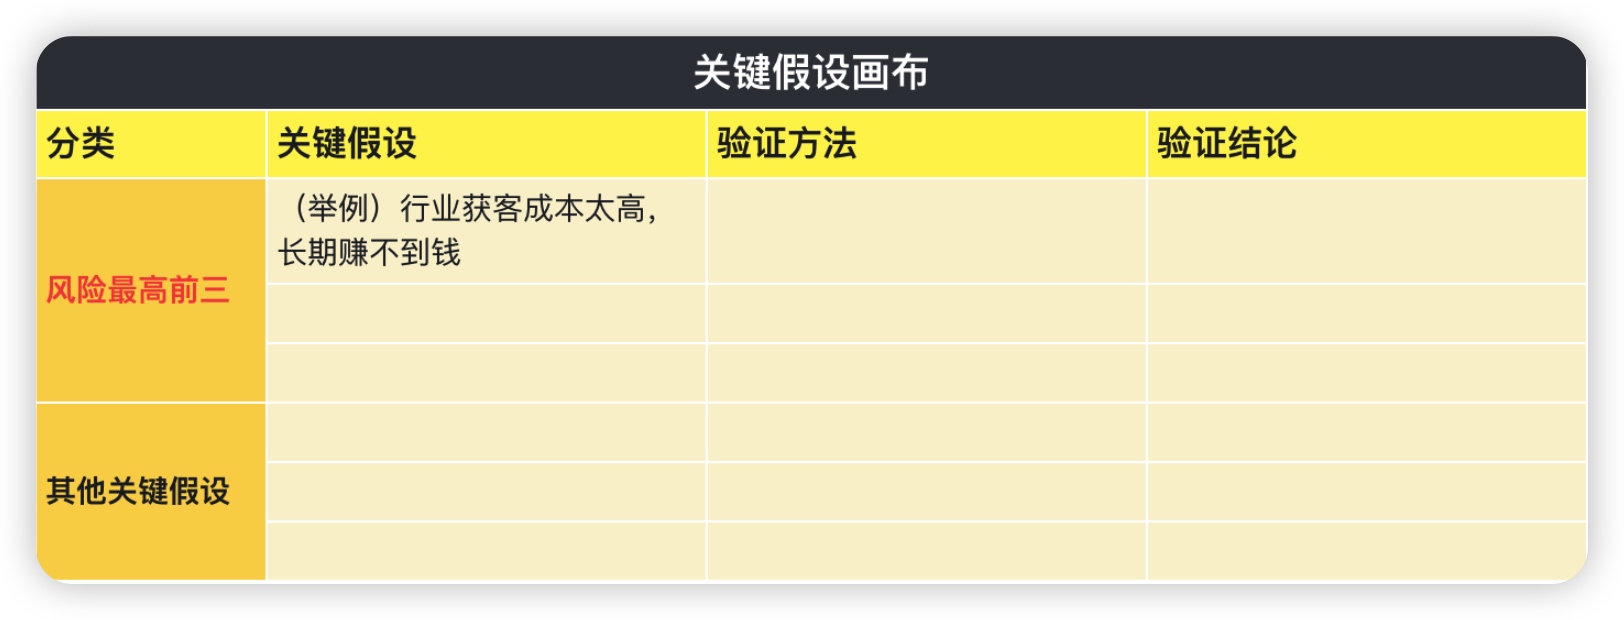 关键假设画布
分类
关键假设
验证方法
验证结论
风险最高前三
（举例）行业获客成本太高，
长期赚不到钱
其他关键假设